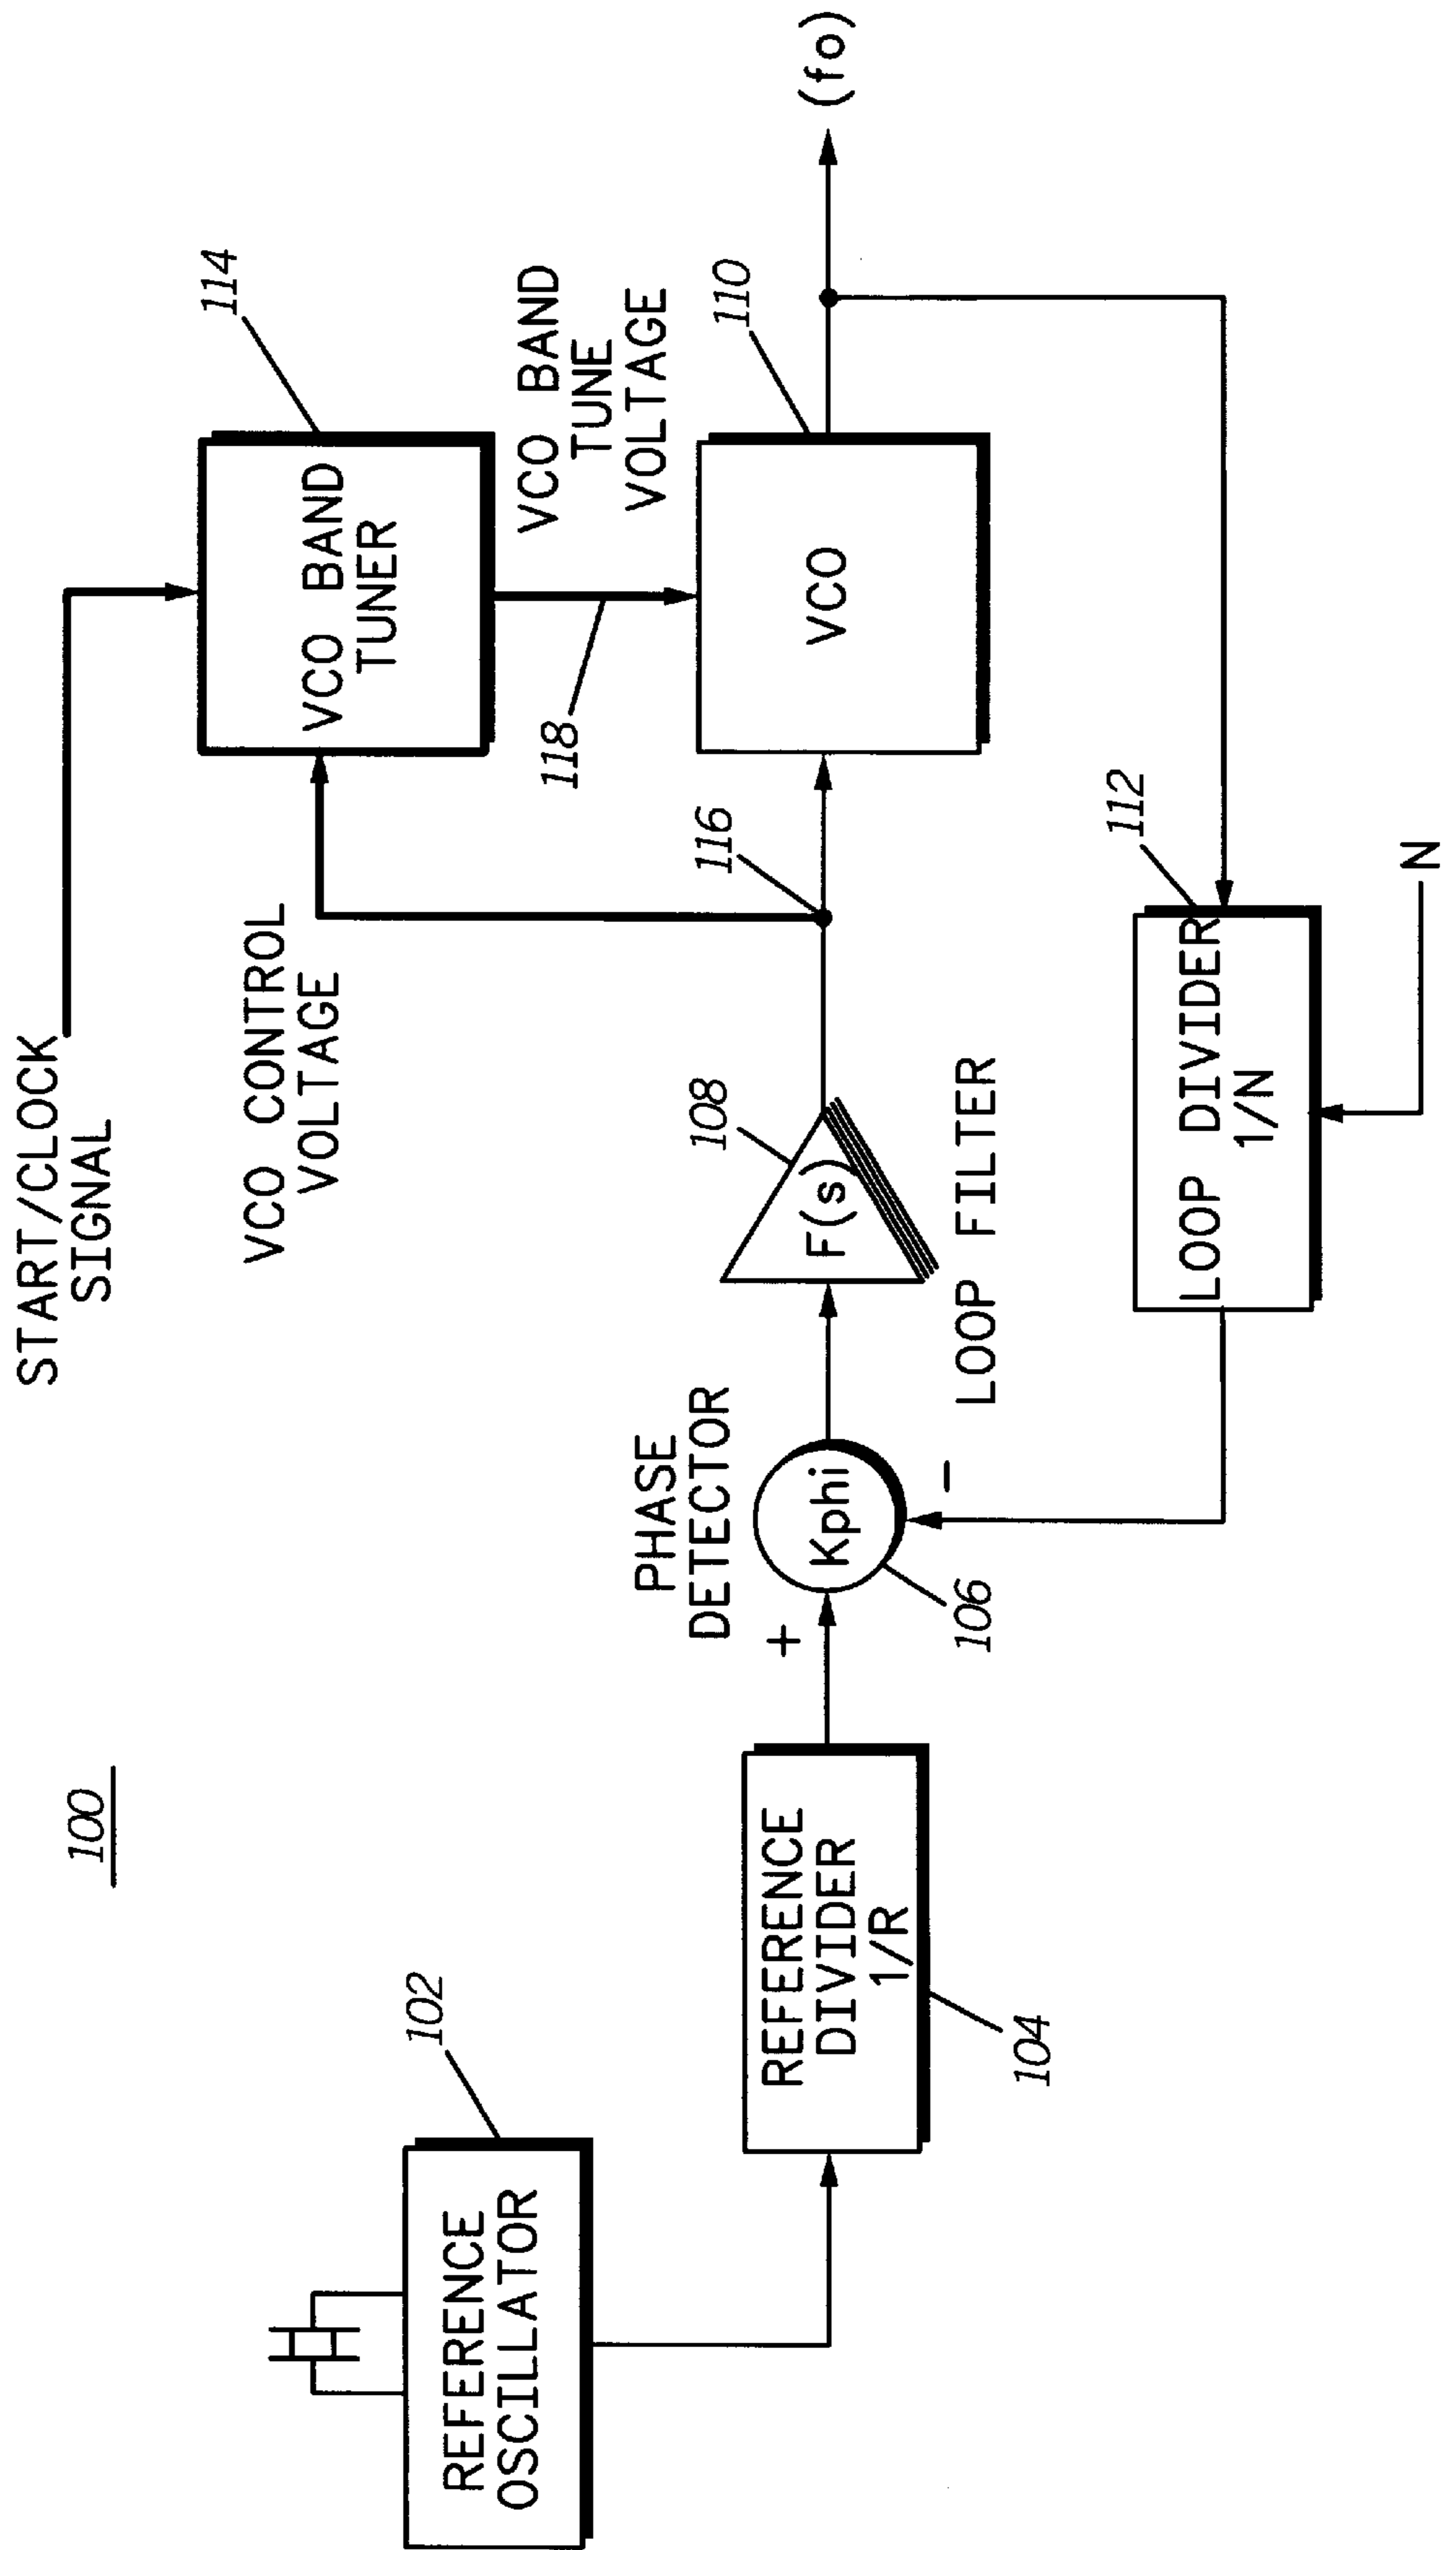 100
START/CLOCK
SIGNAL
VCO CONTROL
VOLTAGE
114
VCO BAND
TUNER
102
REFERENCE
OSCILLATOR
118
VCO BAND
TUNE
VOLTAGE
PHASE
DETECTOR
108
116
110
+
REFERENCE
DIVIDER
1/R
Kphi
F(s)
VCO
(fo)
-
104
106
LOOP FILTER
112
LOOP DIVIDER
1/N
N